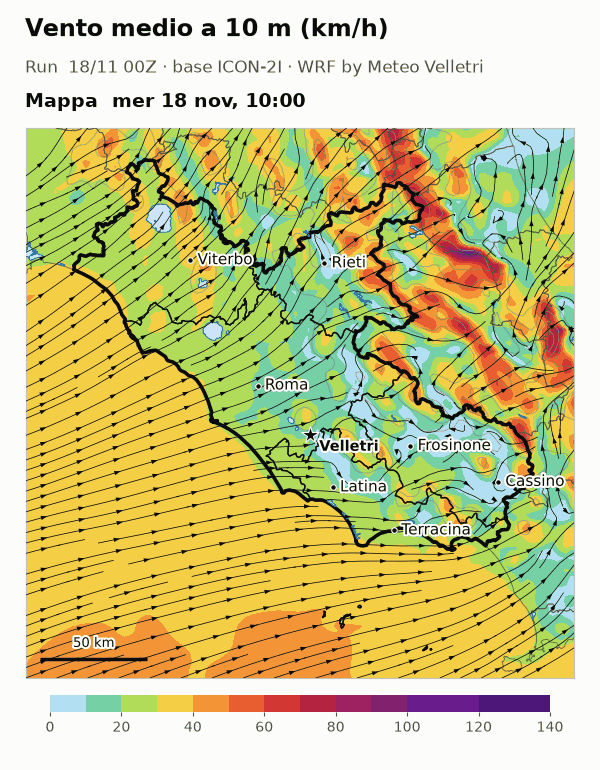 Vento medio a 10 m (km/h)
Run 18/11 00Z · base ICON-2I · WRF by Meteo Velletri
Mappa mer 18 nov, 10:00
Viterbo
Rieti
Roma
Velletri
Frosinone
Cassino
Latina
Terracina
50 km
0 20 40 60 80 100 120 140